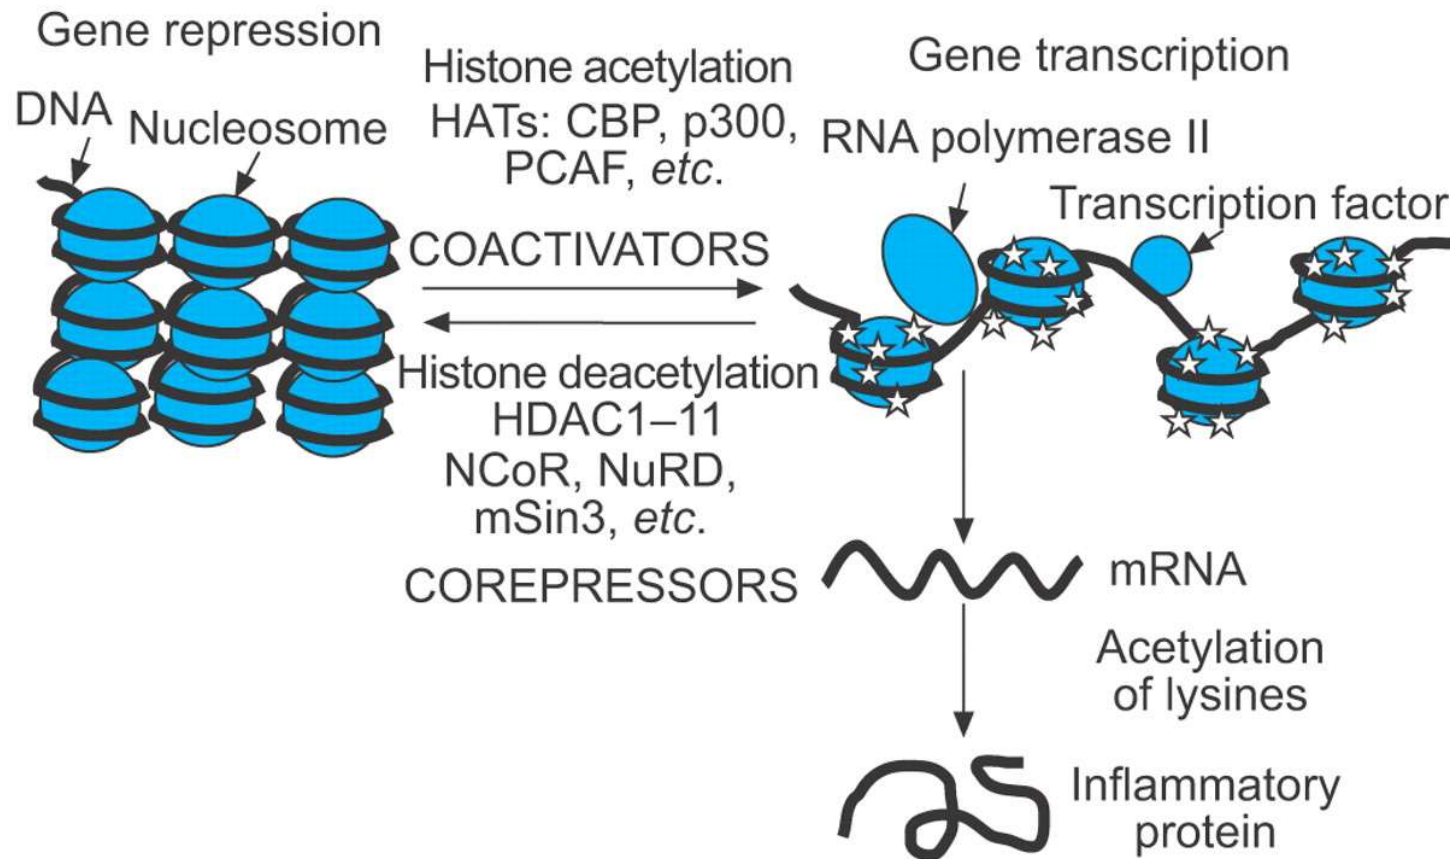 Gene repression
DNA
Nucleosome
Histone acetylation
HATs: CBP, p300,
PCAF, etc.
COACTIVATORS
Histone deacetylation
HDAC1–11
NCoR, NuRD,
mSin3, etc.
COREPRESSORS
Gene transcription
RNA polymerase II
Transcription factor
mRNA
Acetylation
of lysines
Inflammatory
protein